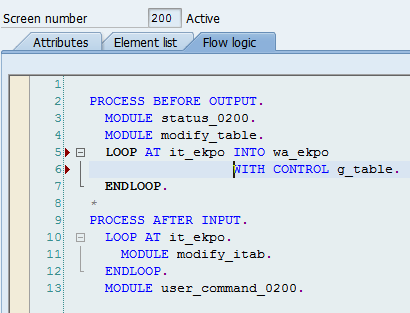 Screen number 200 Active
Attributes Element list Flow logic
1
2 PROCESS BEFORE OUTPUT.
3 MODULE status_0200.
4 MODULE modify_table.
5 LOOP AT it_ekpo INTO wa_ekpo
6 WITH CONTROL g_table.
7 ENDLOOP.
8 *
9 PROCESS AFTER INPUT.
10 LOOP AT it_ekpo.
11 MODULE modify_itab.
12 ENDLOOP.
13 MODULE user_command_0200.